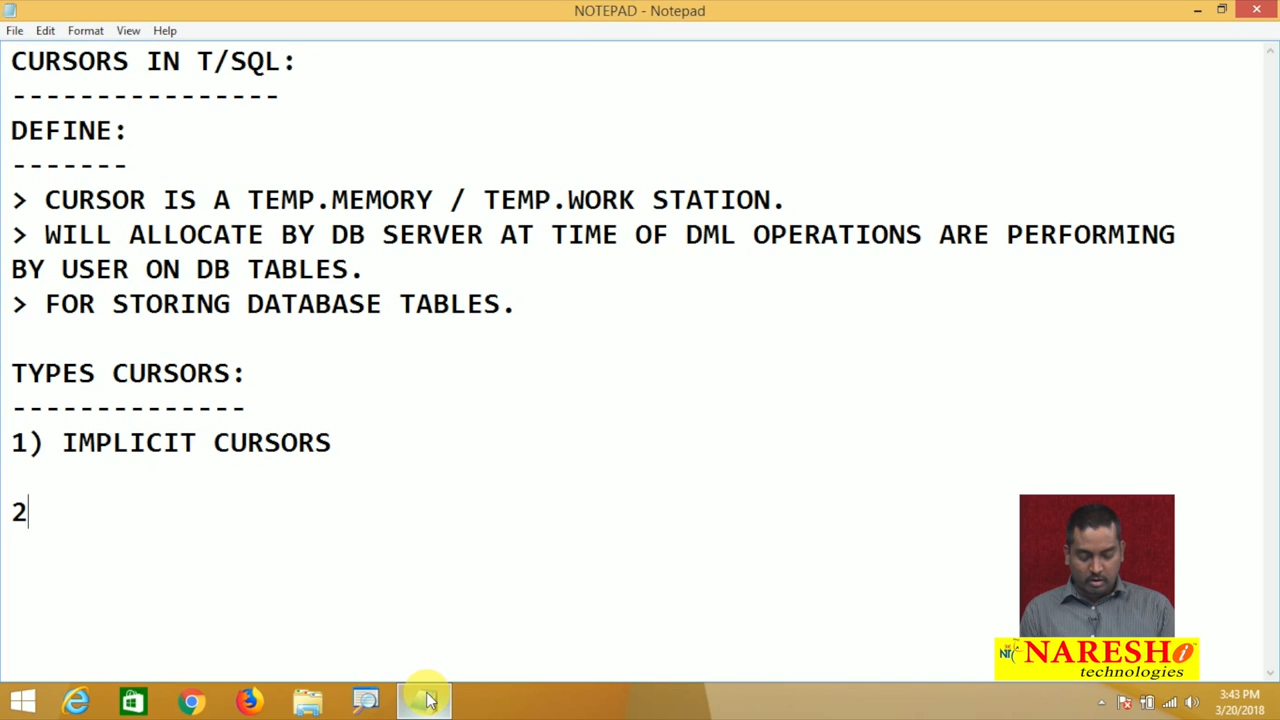 NOTEPAD - Notepad
File Edit Format View Help
CURSORS IN T/SQL:
----------------
DEFINE:
-------
> CURSOR IS A TEMP.MEMORY / TEMP.WORK STATION.
> WILL ALLOCATE BY DB SERVER AT TIME OF DML OPERATIONS ARE PERFORMING
BY USER ON DB TABLES.
> FOR STORING DATABASE TABLES.
TYPES CURSORS:
--------------
1) IMPLICIT CURSORS
2
NARESH i
technologies
3:43 PM
3/20/2018